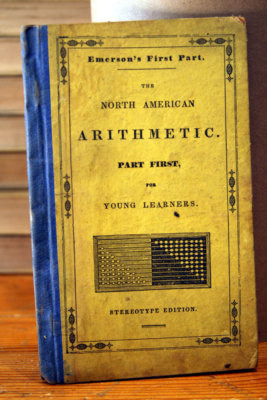 Emerson's First Part.
THE
NORTH AMERICAN
ARITHMETIC.
PART FIRST,
FOR
YOUNG LEARNERS.
STEREOTYPE EDITION.